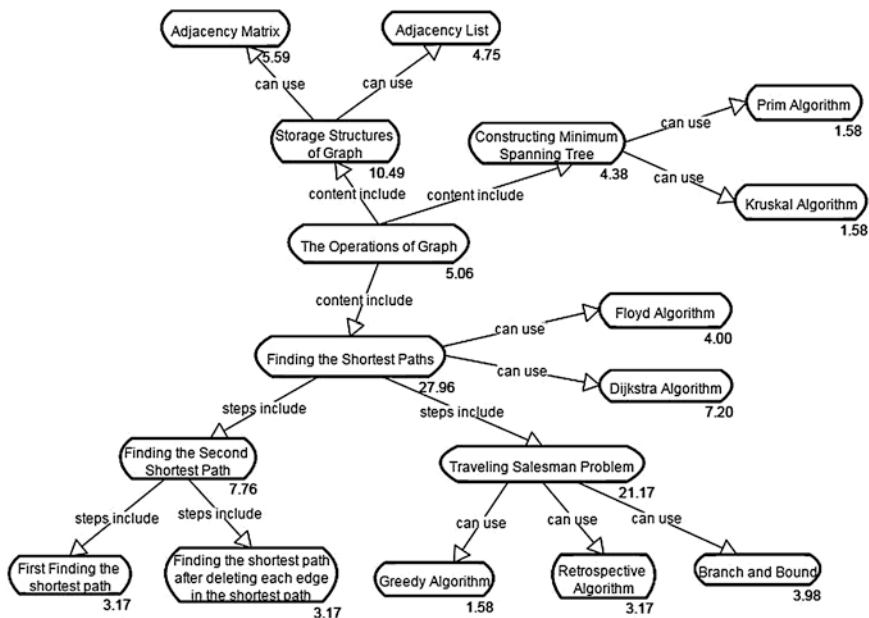 Adjacency Matrix
5.59
Adjacency List
4.75
can use
can use
Storage Structures
of Graph
10.49
Constructing Minimum
Spanning Tree
4.38
can use
Prim Algorithm
1.58
can use
Kruskal Algorithm
1.58
content include
content include
The Operations of Graph
5.06
content include
Finding the Shortest Paths
27.96
can use
Floyd Algorithm
4.00
can use
Dijkstra Algorithm
7.20
steps include
steps include
Finding the Second
Shortest Path
7.76
Traveling Salesman Problem
21.17
steps include
steps include
can use
can use
can use
First Finding the
shortest path
3.17
Finding the shortest path
after deleting each edge
in the shortest path
3.17
Greedy Algorithm
1.58
Retrospective
Algorithm
3.17
Branch and Bound
3.98